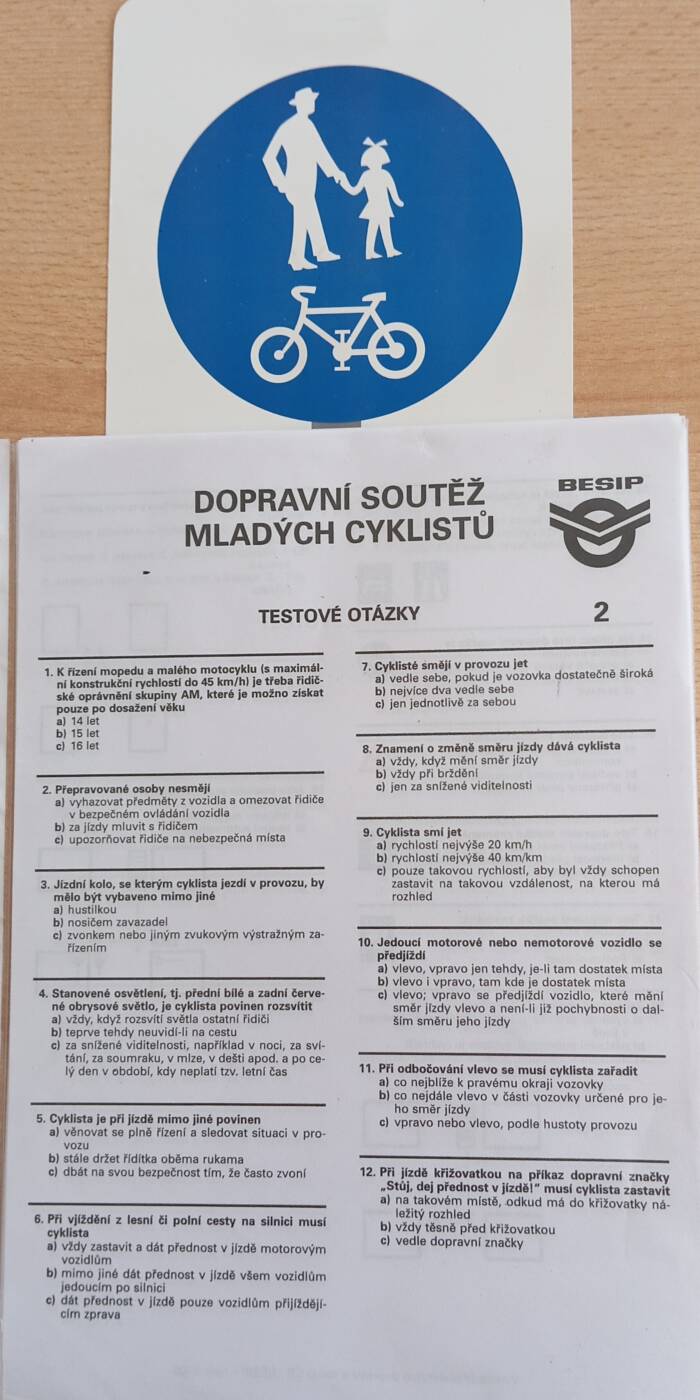 BESIP
DOPRAVNÍ SOUTĚŽ
MLADÝCH CYKLISTŮ
TESTOVÉ OTÁZKY
2
1. K řízení mopedu a malého motocyklu (s maximál-
ní konstrukční rychlostí do 45 km/h) je třeba řidič-
ské oprávnění skupiny AM, které je možno získat
pouze po dosažení věku
a) 14 let
b) 15 let
c) 16 let
2. Přepravované osoby nesmějí
a) vyhazovat předměty z vozidla a omezovat řidiče
v bezpečném ovládání vozidla
b) za jízdy mluvit s řidičem
c) upozorňovat řidiče na nebezpečná místa
3. Jízdní kolo, se kterým cyklista jezdí v provozu, by
mělo být vybaveno mimo jiné
a) hustilkou
b) nosičem zavazadel
c) zvonkem nebo jiným zvukovým výstražným za-
řízením
4. Stanovené osvětlení, tj. přední bílé a zadní červe-
né obrysové světlo, je cyklista povinen rozsvítit
a) vždy, když rozsvítí světla ostatní řidiči
b) teprve tehdy neuvidí-li na cestu
c) za snížené viditelnosti, například v noci, za sví-
tání, za soumraku, v mlze, v dešti apod. a po ce-
lý den v období, kdy neplatí tzv. letní čas
5. Cyklista je při jízdě mimo jiné povinen
a) věnovat se plně řízení a sledovat situaci v pro-
vozu
b) stále držet řídítka oběma rukama
c) dbát na svou bezpečnost tím, že často zvoní
6. Při vjíždění z lesní či polní cesty na silnici musí
cyklista
a) vždy zastavit a dát přednost v jízdě motorovým
vozidlům
b) mimo jiné dát přednost v jízdě všem vozidlům
jedoucím po silnici
c) dát přednost v jízdě pouze vozidlům přijíždějí-
cím zprava
7. Cyklisté smějí v provozu jet
a) vedle sebe, pokud je vozovka dostatečně široká
b) nejvíce dva vedle sebe
c) jen jednotlivě za sebou
8. Znamení o změně směru jízdy dává cyklista
a) vždy, když mění směr jízdy
b) vždy při brždění
c) jen za snížené viditelnosti
9. Cyklista smí jet
a) rychlostí nejvýše 20 km/h
b) rychlostí nejvýše 40 km/km
c) pouze takovou rychlostí, aby byl vždy schopen
zastavit na takovou vzdálenost, na kterou má
rozhled
10. Jedoucí motorové nebo nemotorové vozidlo se
předjíždí
a) vlevo, vpravo jen tehdy, je-li tam dostatek místa
b) vlevo i vpravo, tam kde je dostatek místa
c) vlevo; vpravo se předjíždí vozidlo, které mění
směr jízdy vlevo a není-li již pochybnosti o dal-
ším směru jeho jízdy
11. Při odbočování vlevo se musí cyklista zařadit
a) co nejblíže k pravému okraji vozovky
b) co nejdále vlevo v části vozovky určené pro je-
ho směr jízdy
c) vpravo nebo vlevo, podle hustoty provozu
12. Při jízdě křižovatkou na příkaz dopravní značky
„Stůj, dej přednost v jízdě!" musí cyklista zastavit
a) na takovém místě, odkud má do křižovatky ná-
ležitý rozhled
b) vždy těsně před křižovatkou
c) vedle dopravní značky